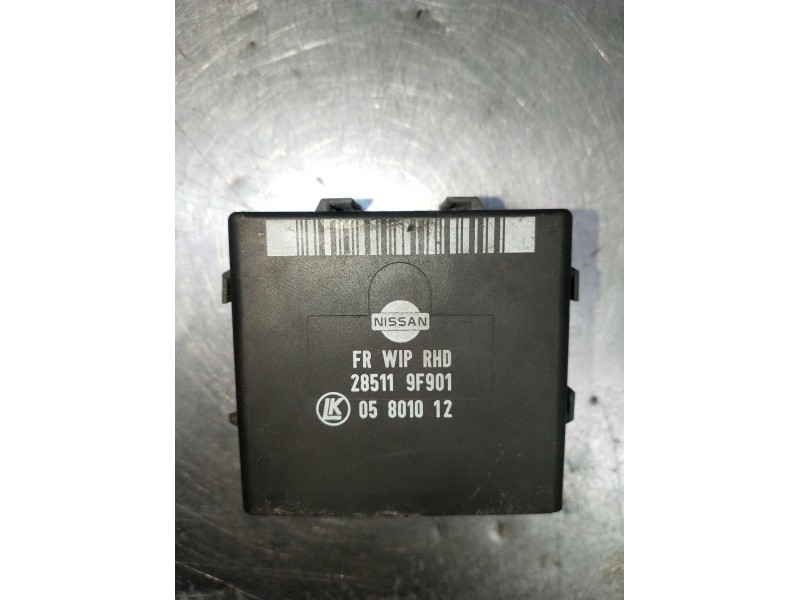 NISSAN
FR WIP RHD
28511 9F901
LK 05 8010 12